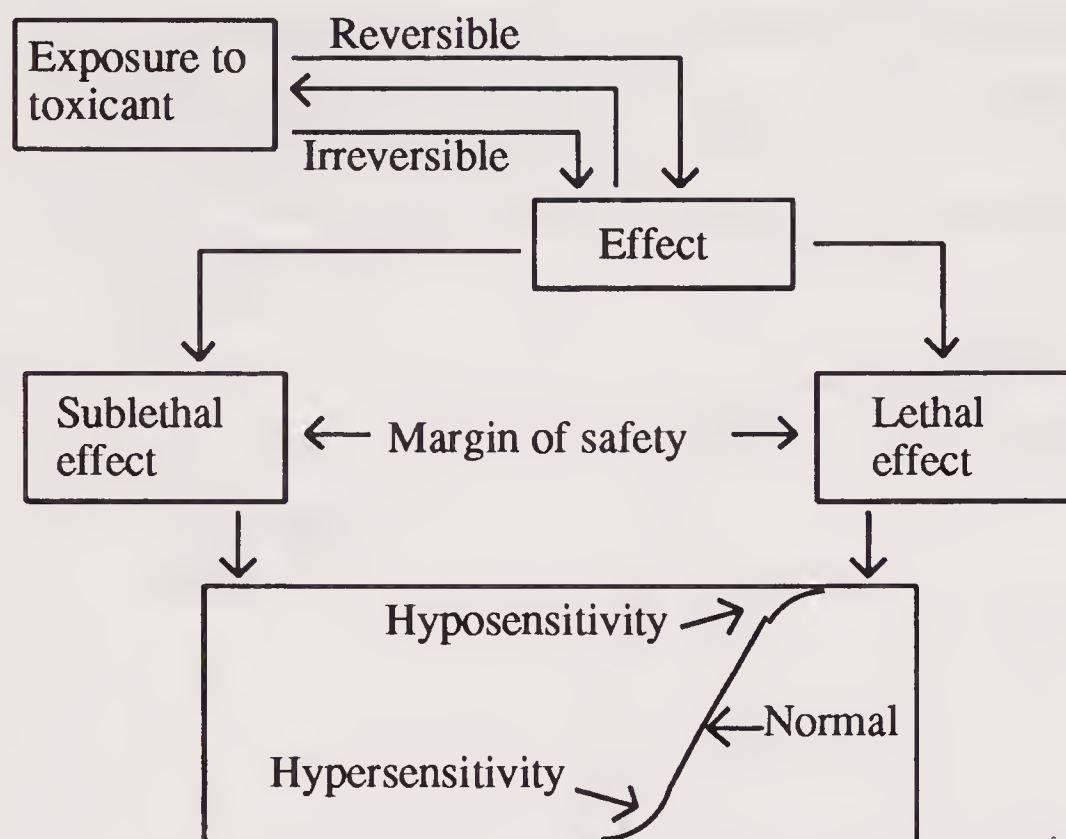 Reversible
Exposure to
toxicant
Irreversible
Effect
Sublethal
effect
Margin of safety
Lethal
effect
Hyposensitivity
Normal
Hypersensitivity